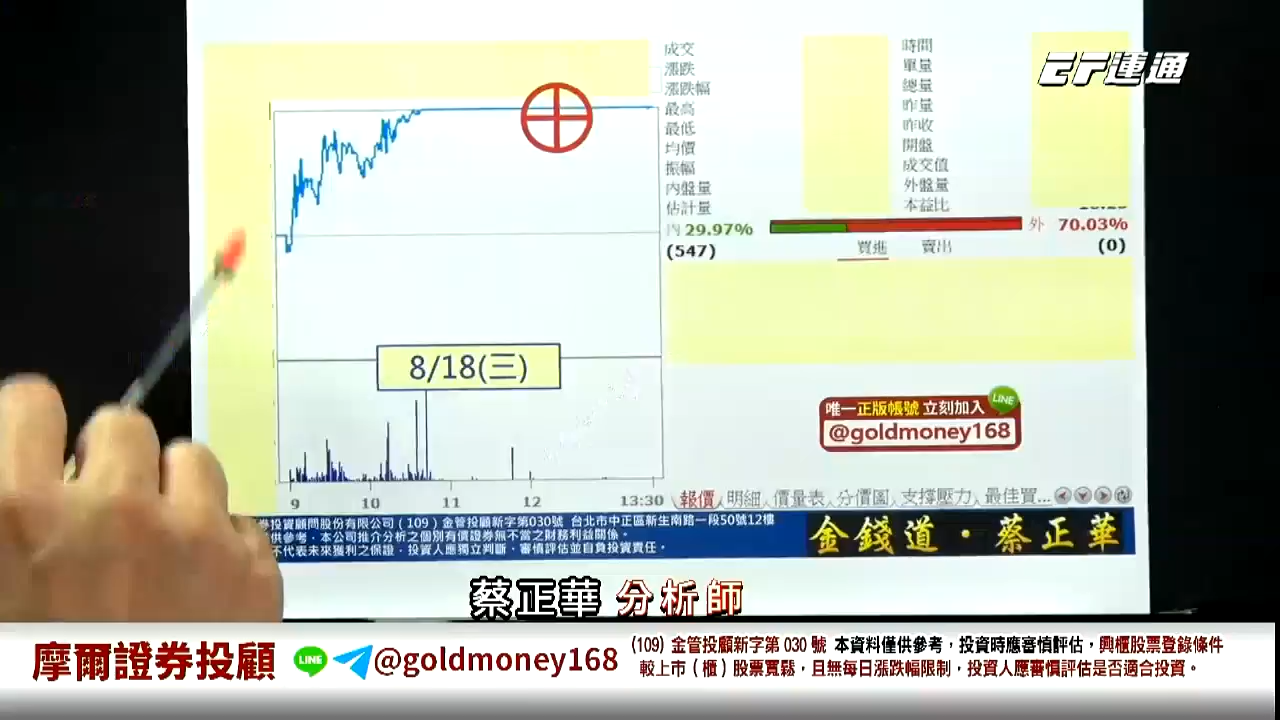 成交
漲跌
漲跌幅
最高
最低
均價
振幅
內盤量
估計量
時間
單量
總量
昨量
昨收
開盤
成交值
外盤量
本益比
EF運通
內 29.97%
外 70.03%
(547)
買進 賣出
(0)
8/18(三)
唯一正版帳號 立刻加入 LINE
@goldmoney168
9 10 11 12 13:30
報價 明細 價量表 分價圖 支撐壓力 最佳買...
券投資顧問股份有限公司(109)金管投顧新字第030號 台北市中正區新生南路一段50號12樓
供參考,本公司推介分析之個別有價證券無不當之財務利益關係。
不代表未來獲利之保證,投資人應獨立判斷,審慎評估並自負投資責任。
金錢道・蔡正華
蔡正華 分析師
摩爾證券投顧
LINE @goldmoney168
(109) 金管投顧新字第 030 號 本資料僅供參考,投資時應審慎評估,興櫃股票登錄條件
較上市(櫃)股票寬鬆,且無每日漲跌幅限制,投資人應審慎評估是否適合投資。